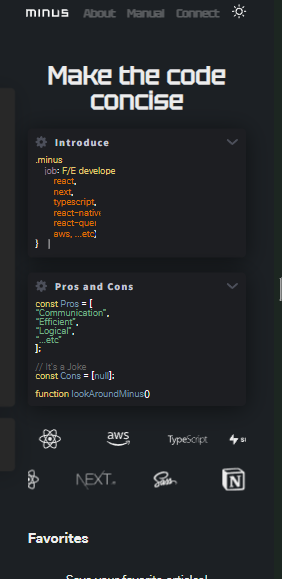 minus About Manual Connect
Make the code
concise
Introduce
.minus
job: F/E develope
react,
next,
typescript,
react-native
react-quer
aws, ...etc;
}
Pros and Cons
const Pros = [
"Communication",
"Efficient",
"Logical",
"...etc"
];
// It's a Joke
const Cons = [null];
function lookAroundMinus()
aws TypeScript
NEXT Sass N
Favorites
Save your favorite articles!